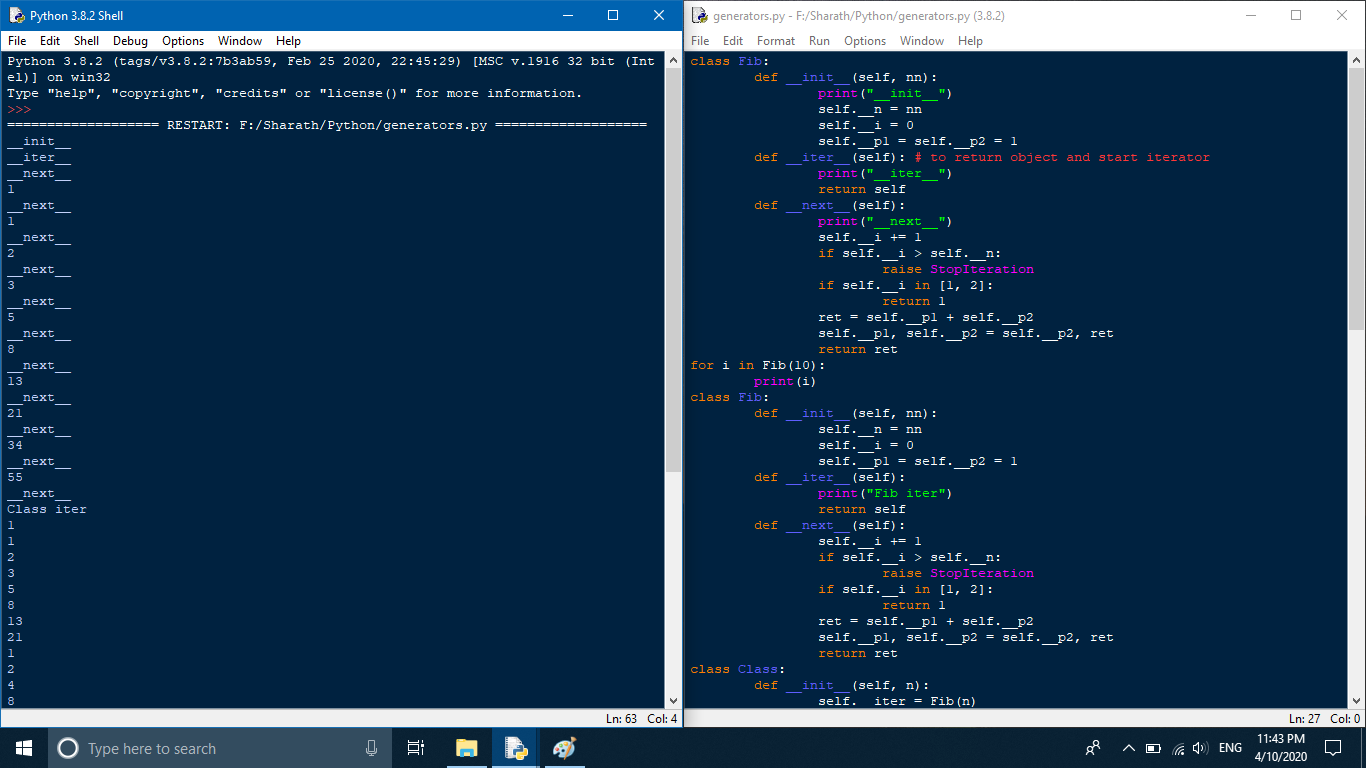 Python 3.8.2 Shell
File Edit Shell Debug Options Window Help
Python 3.8.2 (tags/v3.8.2:7b3ab59, Feb 25 2020, 22:45:29) [MSC v.1916 32 bit (Int
el)] on win32
Type "help", "copyright", "credits" or "license()" for more information.
>>>
=================== RESTART: F:/Sharath/Python/generators.py ===================
__init__
__iter__
__next__
1
__next__
1
__next__
2
__next__
3
__next__
5
__next__
8
__next__
13
__next__
21
__next__
34
__next__
55
__next__
Class iter
1
1
2
3
5
8
13
21
1
2
4
8
Ln: 63 Col: 4
generators.py - F:/Sharath/Python/generators.py (3.8.2)
File Edit Format Run Options Window Help
class Fib:
        def __init__(self, nn):
                print("__init__")
                self.__n = nn
                self.__i = 0
                self.__p1 = self.__p2 = 1
        def __iter__(self): # to return object and start iterator
                print("__iter__")
                return self
        def __next__(self):
                print("__next__")
                self.__i += 1
                if self.__i > self.__n:
                        raise StopIteration
                if self.__i in [1, 2]:
                        return 1
                ret = self.__p1 + self.__p2
                self.__p1, self.__p2 = self.__p2, ret
                return ret
for i in Fib(10):
        print(i)
class Fib:
        def __init__(self, nn):
                self.__n = nn
                self.__i = 0
                self.__p1 = self.__p2 = 1
        def __iter__(self):
                print("Fib iter")
                return self
        def __next__(self):
                self.__i += 1
                if self.__i > self.__n:
                        raise StopIteration
                if self.__i in [1, 2]:
                        return 1
                ret = self.__p1 + self.__p2
                self.__p1, self.__p2 = self.__p2, ret
                return ret
class Class:
        def __init__(self, n):
                self.__iter = Fib(n)
Ln: 27 Col: 0
Type here to search
ENG
11:43 PM
4/10/2020